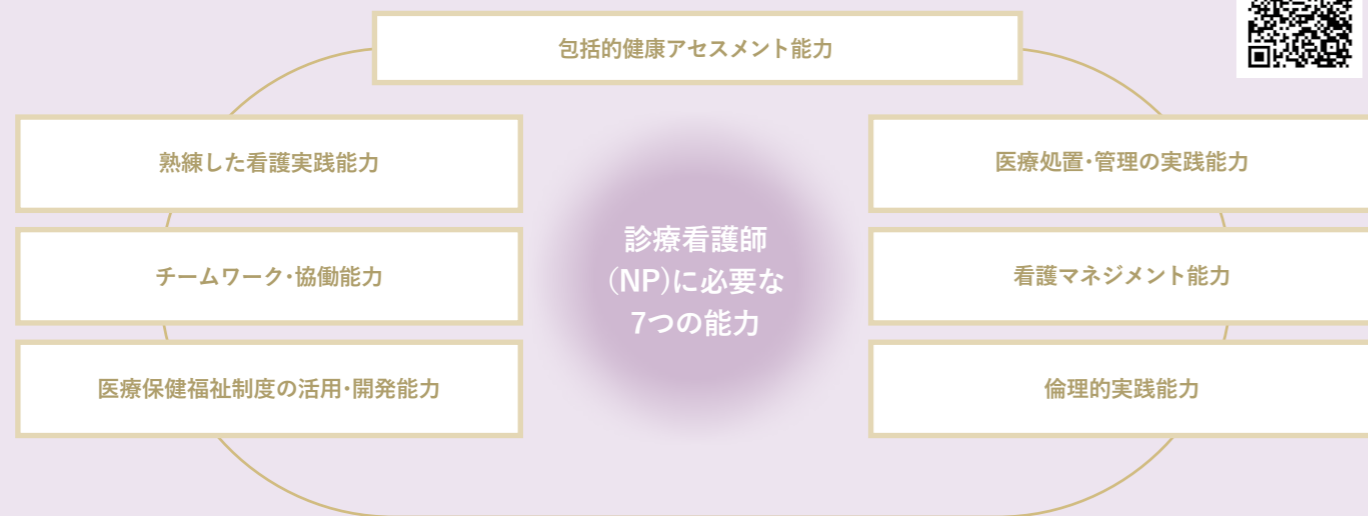 包括的健康アセスメント能力
熟練した看護実践能力
医療処置・管理の実践能力
診療看護師
(NP)に必要な
7つの能力
チームワーク・協働能力
看護マネジメント能力
医療保健福祉制度の活用・開発能力
倫理的実践能力